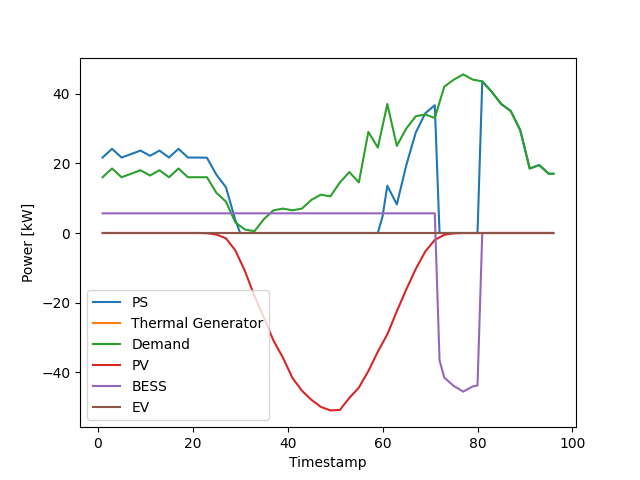 40
20
0
−20
−40
Power [kW]
PS
Thermal Generator
Demand
PV
BESS
EV
0 20 40 60 80 100
Timestamp